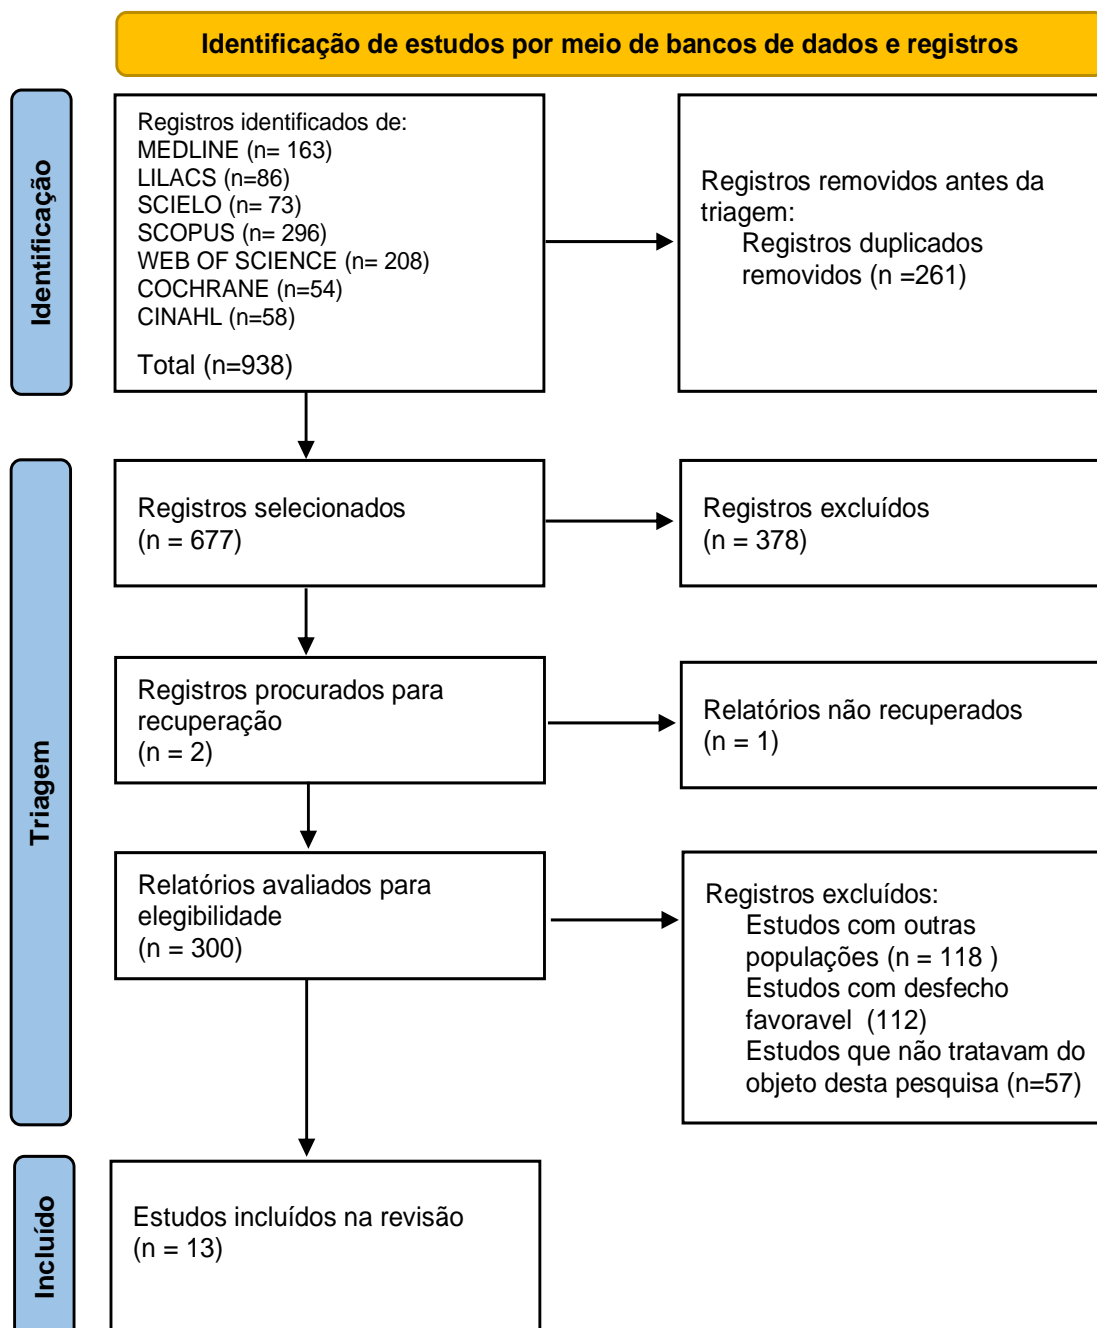 Identificação de estudos por meio de bancos de dados e registros
Identificação
Registros identificados de:
MEDLINE (n= 163)
LILACS (n=86)
SCIELO (n= 73)
SCOPUS (n= 296)
WEB OF SCIENCE (n= 208)
COCHRANE (n=54)
CINAHL (n=58)
Total (n=938)
Registros removidos antes da
triagem:
Registros duplicados
removidos (n =261)
Triagem
Registros selecionados
(n = 677)
Registros excluídos
(n = 378)
Registros procurados para
recuperação
(n = 2)
Relatórios não recuperados
(n = 1)
Relatórios avaliados para
elegibilidade
(n = 300)
Registros excluídos:
Estudos com outras
populações (n = 118 )
Estudos com desfecho
favoravel  (112)
Estudos que não tratavam do
objeto desta pesquisa (n=57)
Incluído
Estudos incluídos na revisão
(n = 13)